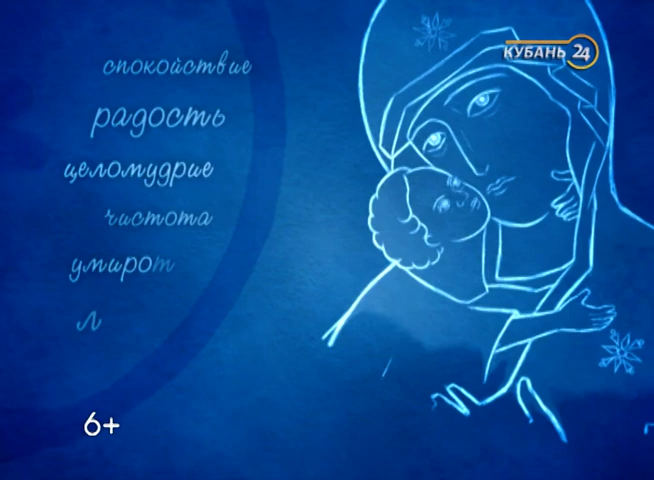 КУБАНЬ 24
спокойствие
радость
целомудрие
чистота
умирот
л
6+